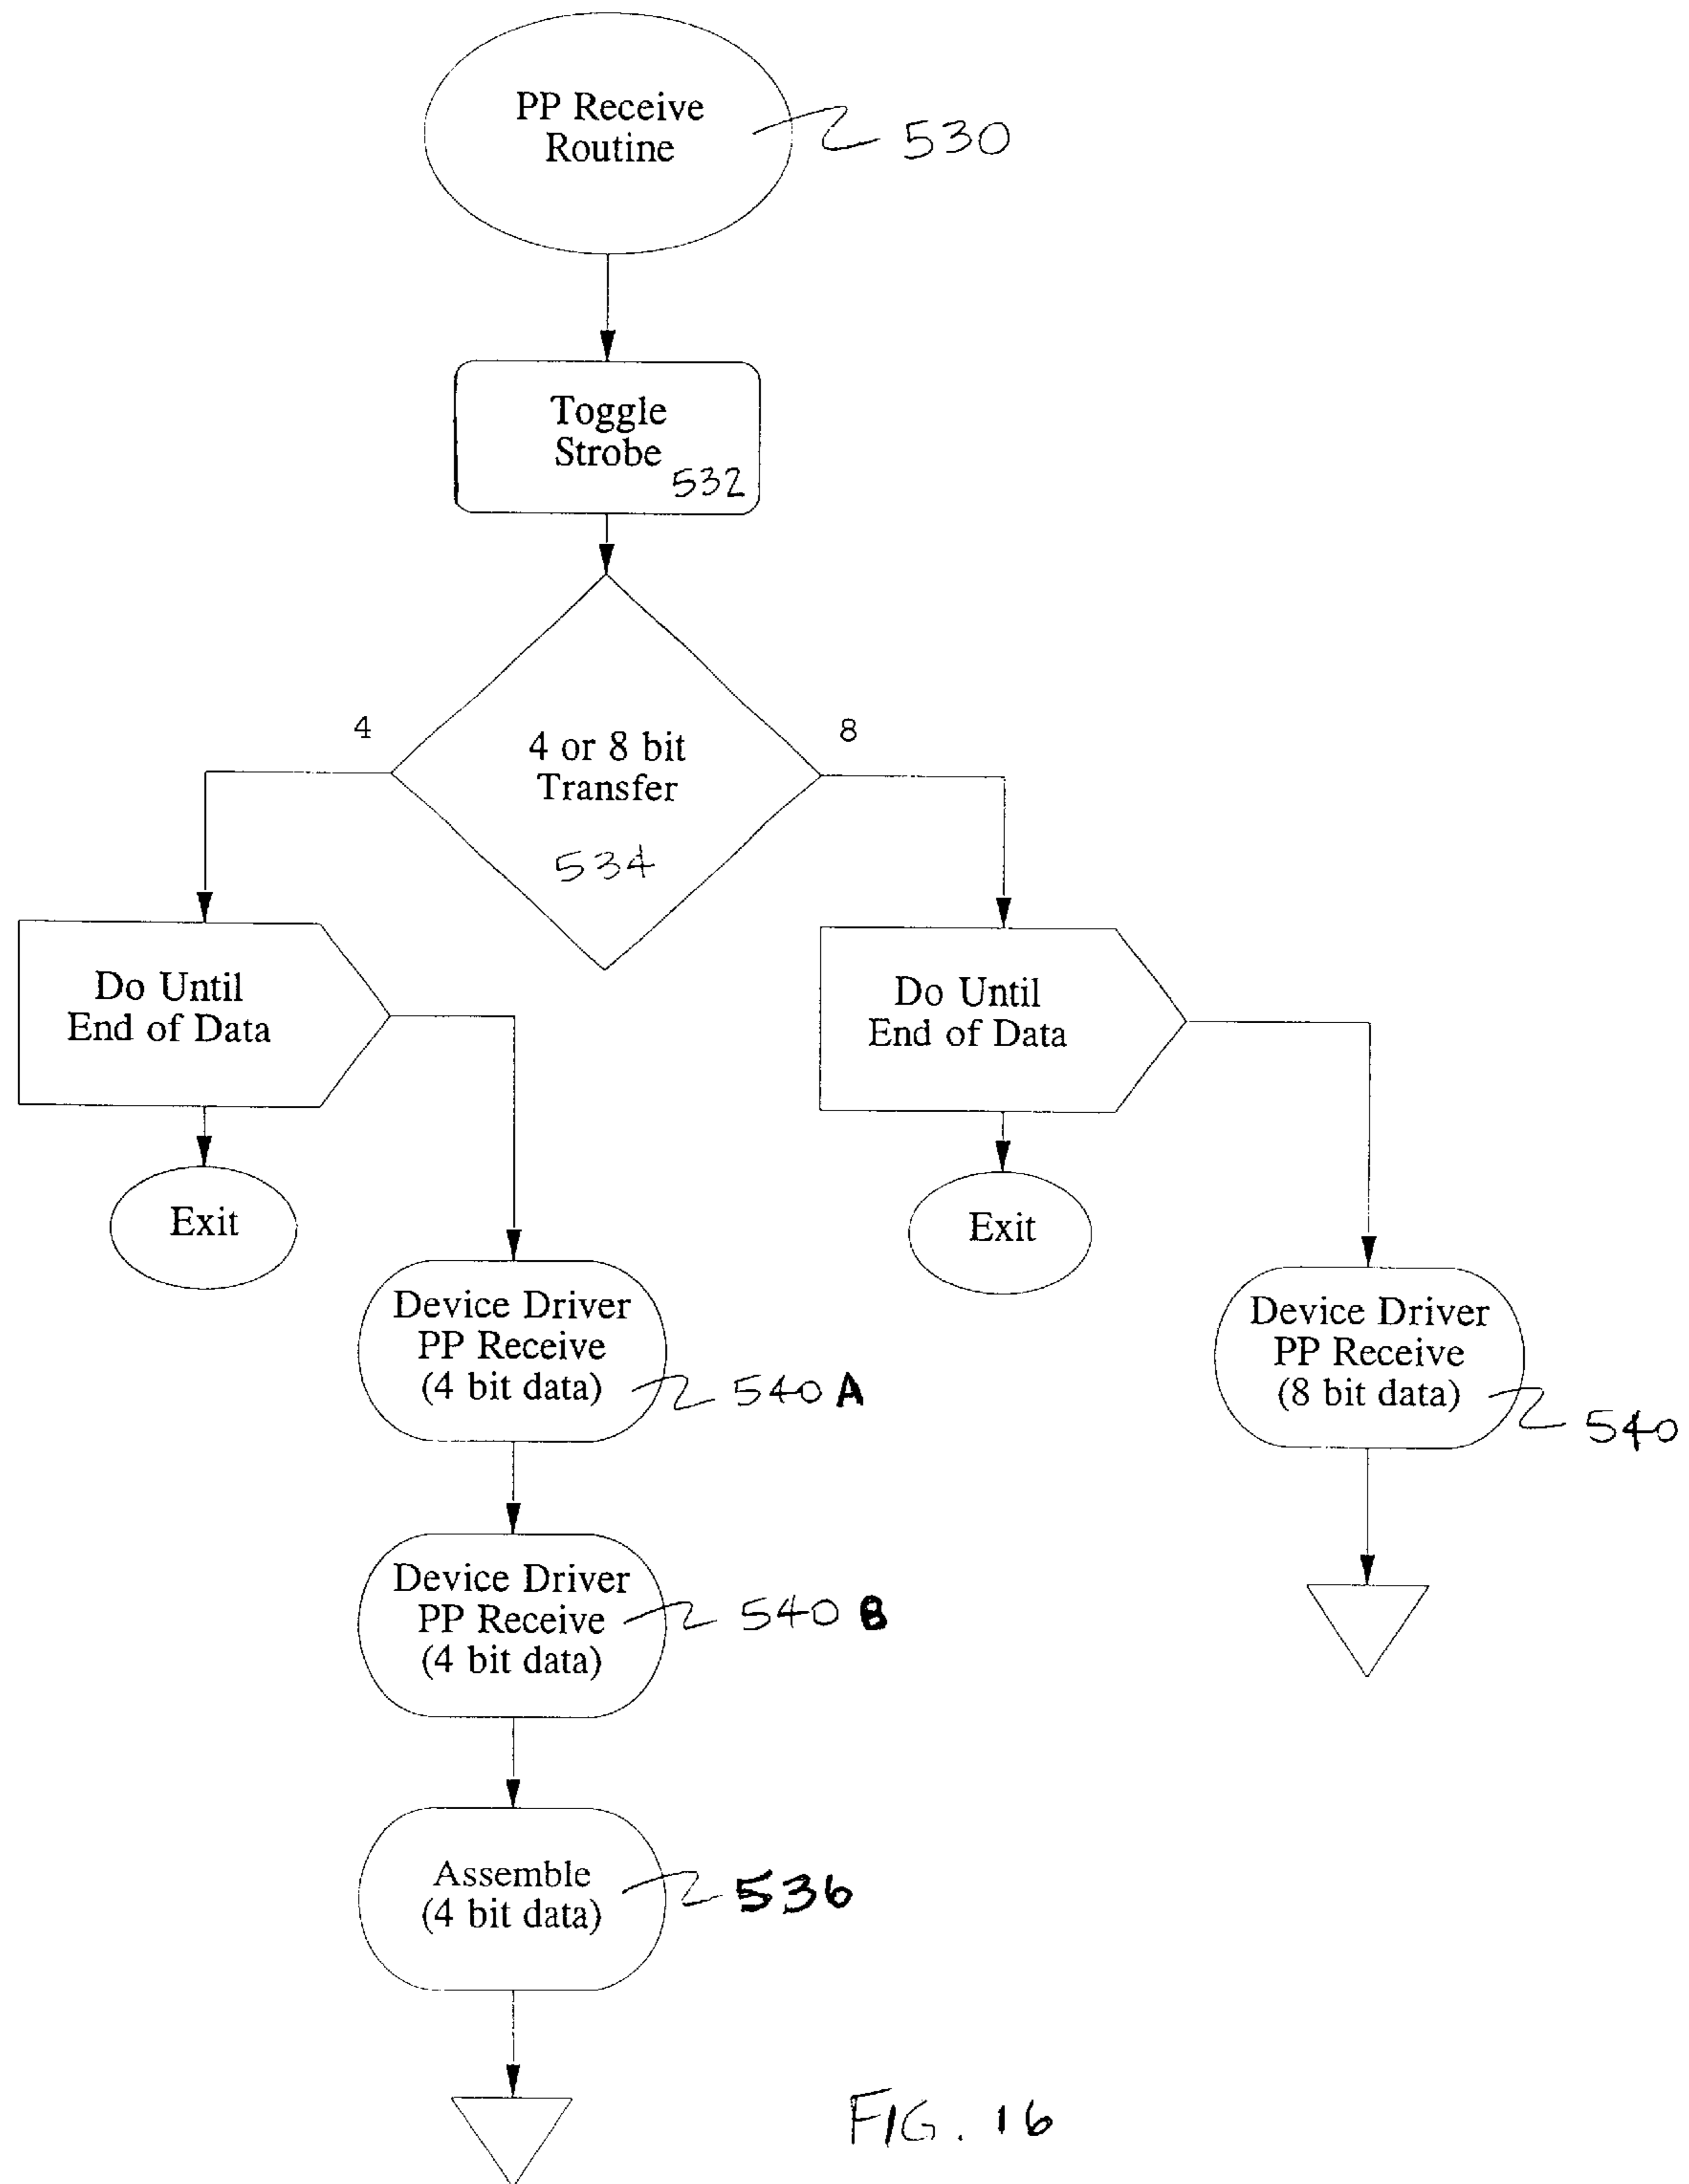 PP Receive
Routine
530
Toggle
Strobe
532
4
8
4 or 8 bit
Transfer
534
Do Until
End of Data
Do Until
End of Data
Exit
Exit
Device Driver
PP Receive
(4 bit data)
540 A
Device Driver
PP Receive
(8 bit data)
540
Device Driver
PP Receive
(4 bit data)
540 B
Assemble
(4 bit data)
536
FIG. 16